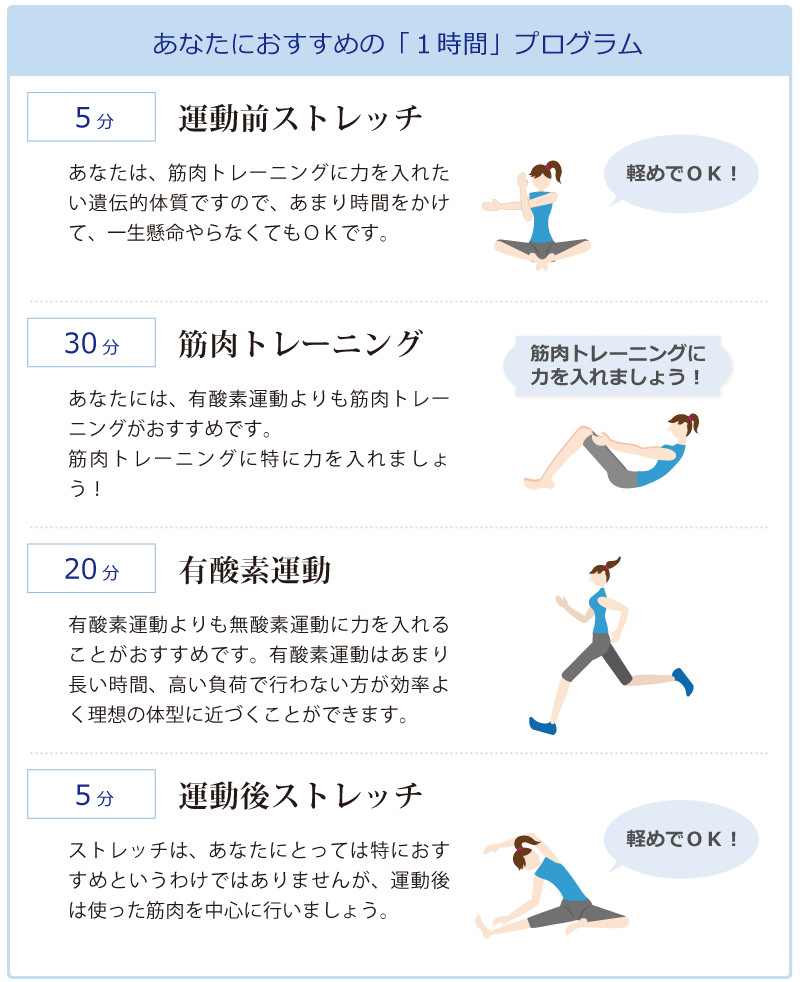 あなたにおすすめの「１時間」プログラム
5 分
運動前ストレッチ
あなたは、筋肉トレーニングに力を入れた
い遺伝的体質ですので、あまり時間をかけ
て、一生懸命やらなくてもＯＫです。
軽めでＯＫ！
30 分
筋肉トレーニング
あなたには、有酸素運動よりも筋肉トレー
ニングがおすすめです。
筋肉トレーニングに特に力を入れましょ
う！
筋肉トレーニングに
力を入れましょう！
20 分
有酸素運動
有酸素運動よりも無酸素運動に力を入れる
ことがおすすめです。有酸素運動はあまり
長い時間、高い負荷で行わない方が効率よ
く理想の体型に近づくことができます。
5 分
運動後ストレッチ
ストレッチは、あなたにとっては特におす
すめというわけではありませんが、運動後
は使った筋肉を中心に行いましょう。
軽めでＯＫ！